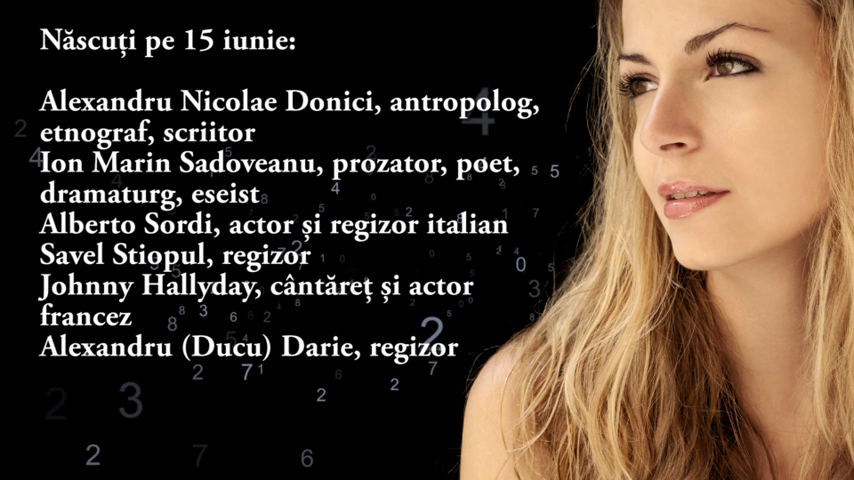 Născuți pe 15 iunie:
Alexandru Nicolae Donici, antropolog,
etnograf, scriitor
Ion Marin Sadoveanu, prozator, poet,
dramaturg, eseist
Alberto Sordi, actor și regizor italian
Savel Stiopul, regizor
Johnny Hallyday, cântăreț și actor
francez
Alexandru (Ducu) Darie, regizor